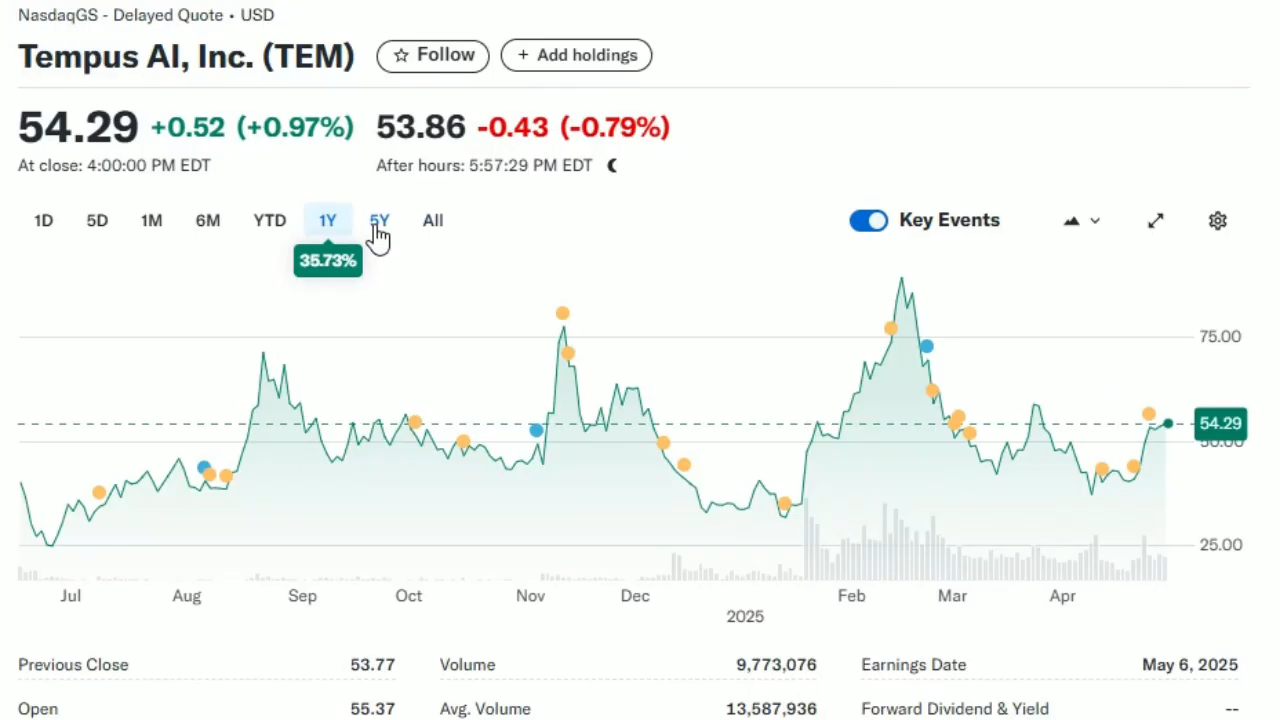 NasdaqGS - Delayed Quote • USD
Tempus AI, Inc. (TEM) Follow + Add holdings
54.29 +0.52 (+0.97%) 53.86 -0.43 (-0.79%)
At close: 4:00:00 PM EDT After hours: 5:57:29 PM EDT
1D 5D 1M 6M YTD 1Y 5Y All Key Events
35.73%
75.00
54.29
50.00
25.00
Jul Aug Sep Oct Nov Dec Feb Mar Apr
2025
Previous Close 53.77 Volume 9,773,076 Earnings Date May 6, 2025
Open 55.37 Avg. Volume 13,587,936 Forward Dividend & Yield --